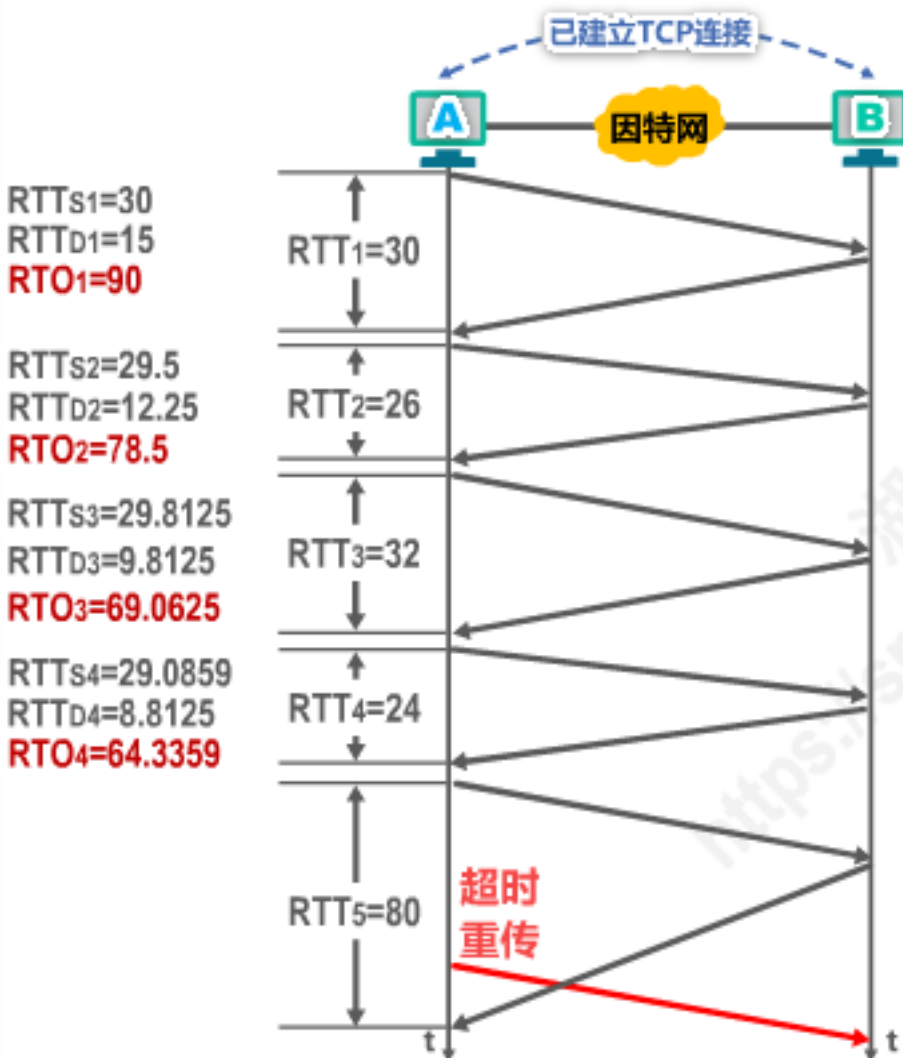 已建立TCP连接
A
因特网
B
RTTS1=30
RTTD1=15
RTO1=90
RTT1=30
RTTS2=29.5
RTTD2=12.25
RTO2=78.5
RTT2=26
RTTS3=29.8125
RTTD3=9.8125
RTO3=69.0625
RTT3=32
RTTS4=29.0859
RTTD4=8.8125
RTO4=64.3359
RTT4=24
RTT5=80
超时
重传
t
t